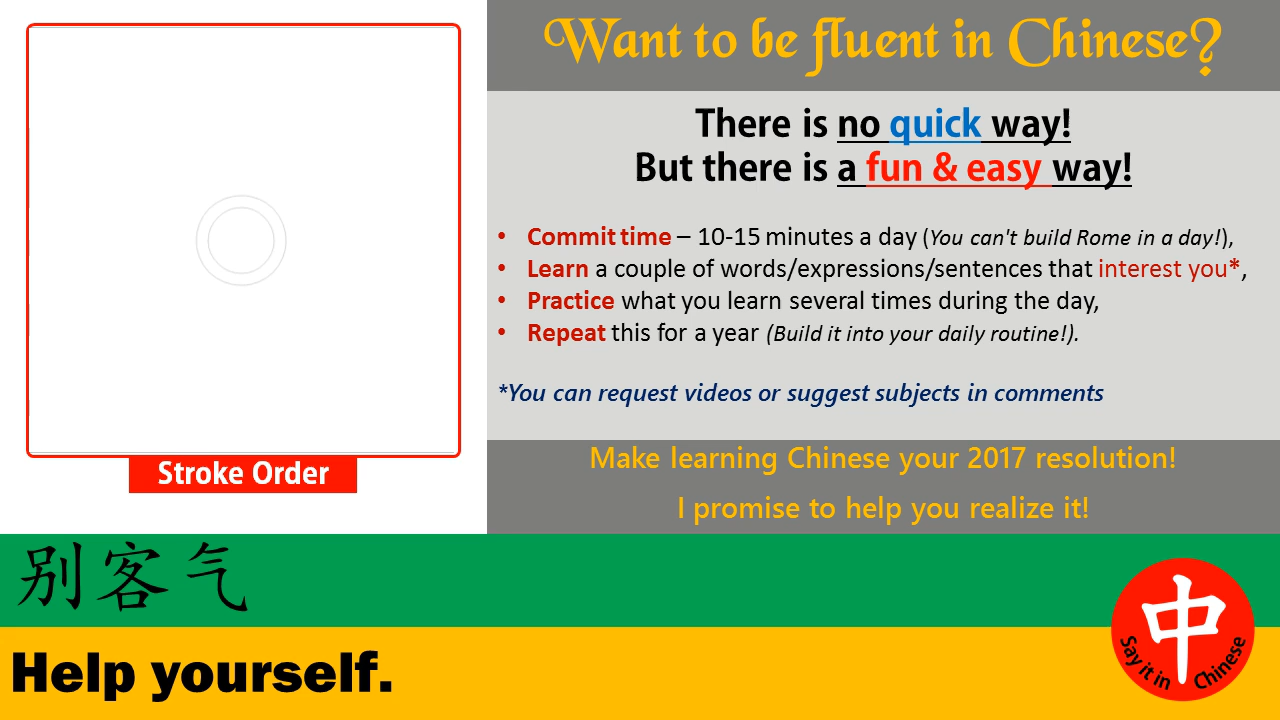 Want to be fluent in Chinese?
There is no quick way!
But there is a fun & easy way!
• Commit time – 10-15 minutes a day (You can't build Rome in a day!),
• Learn a couple of words/expressions/sentences that interest you*,
• Practice what you learn several times during the day,
• Repeat this for a year (Build it into your daily routine!).
*You can request videos or suggest subjects in comments
Stroke Order
Make learning Chinese your 2017 resolution!
I promise to help you realize it!
别客气
Help yourself.
中
Say it in Chinese